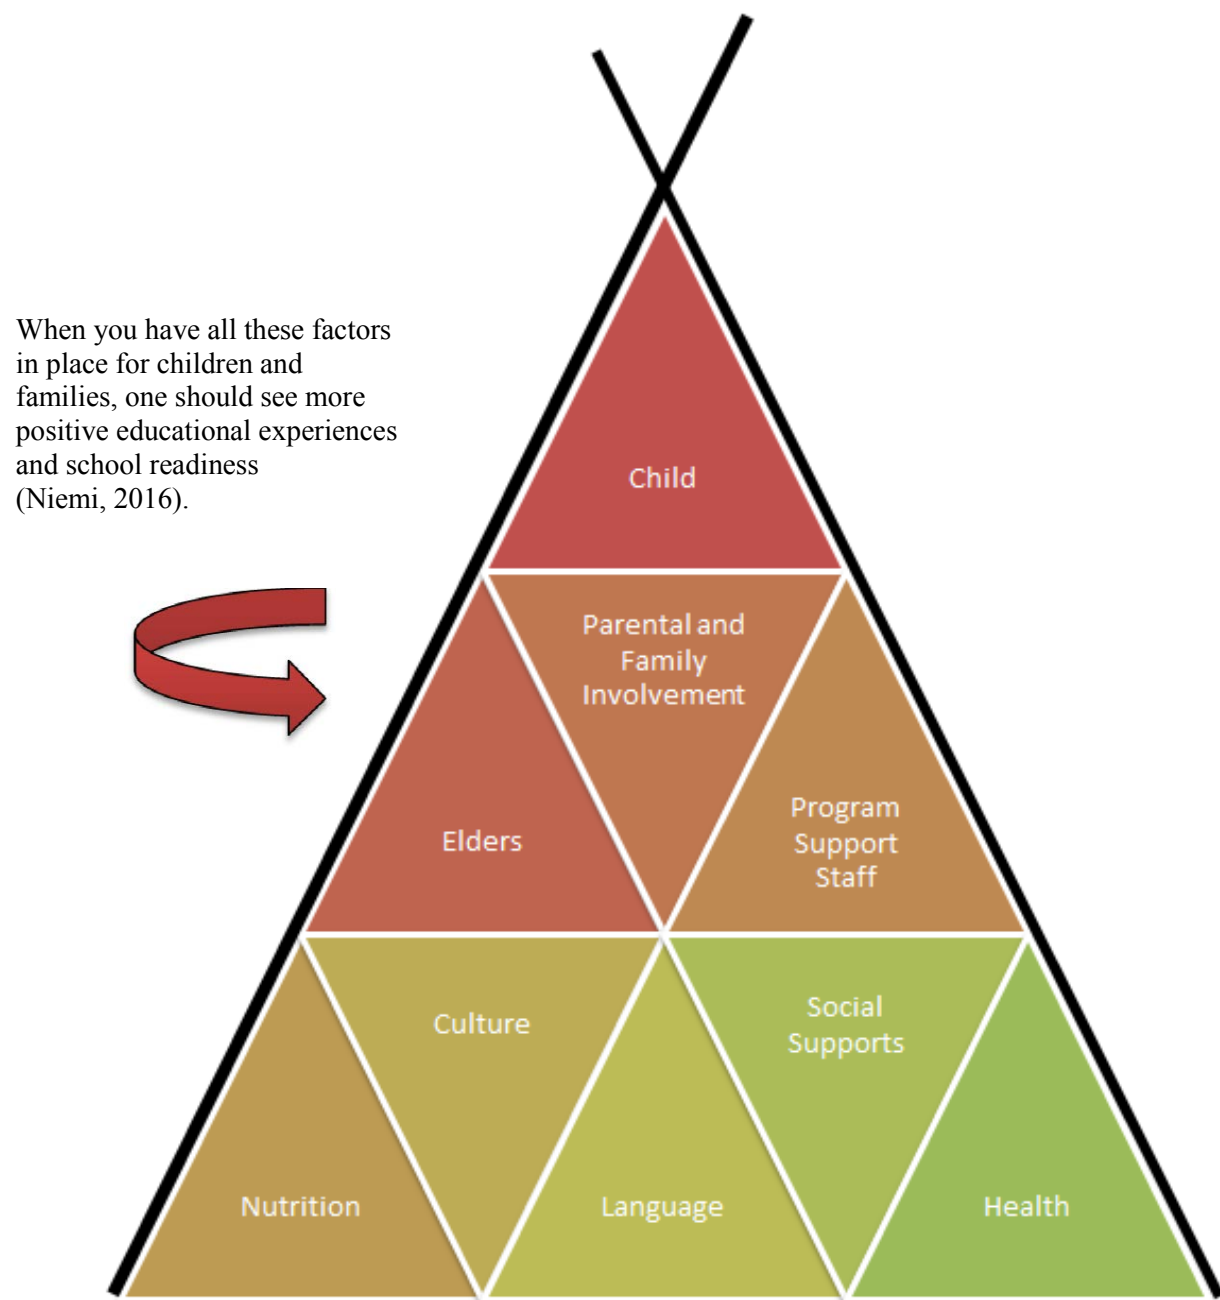 When you have all these factors
in place for children and
families, one should see more
positive educational experiences
and school readiness
(Niemi, 2016).
Child
Parental and
Family
Involvement
Elders
Program
Support
Staff
Culture
Social
Supports
Nutrition
Language
Health